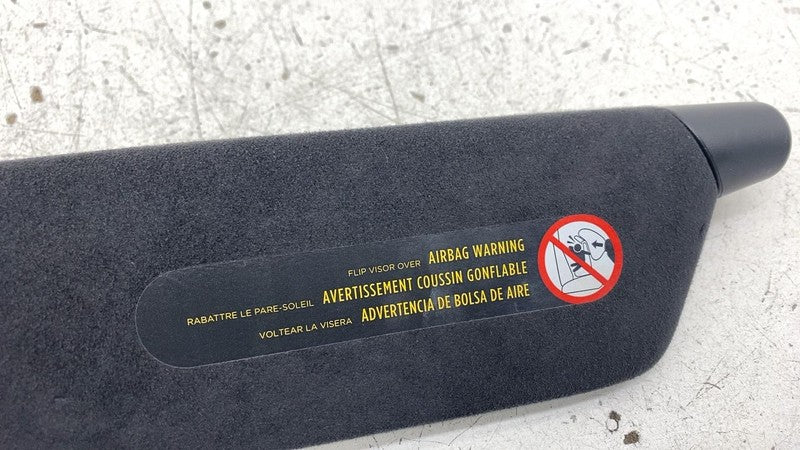 FLIP VISOR OVER AIRBAG WARNING
RABATTRE LE PARE-SOLEIL AVERTISSEMENT COUSSIN GONFLABLE
VOLTEAR LA VISERA ADVERTENCIA DE BOLSA DE AIRE